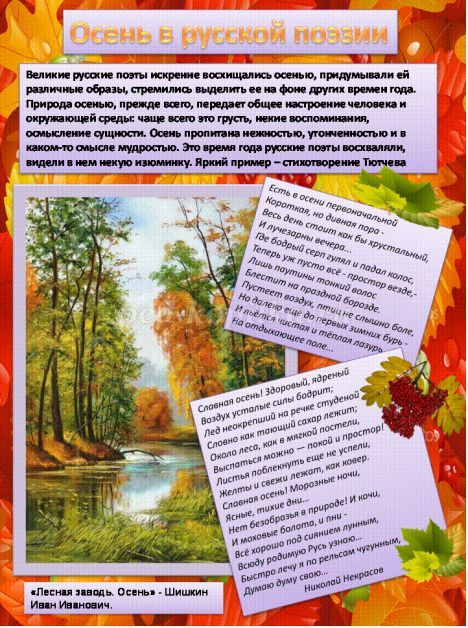 Осень в русской поэзии
Великие русские поэты искренне восхищались осенью, придумывали ей
различные образы, стремились выделить ее на фоне других времен года.
Природа осенью, прежде всего, передает общее настроение человека и
окружающей среды: чаще всего это грусть, некие воспоминания,
осмысление сущности. Осень пропитана нежностью, утонченностью и в
каком-то смысле мудростью. Это время года русские поэты восхваляли,
видели в нем некую изюминку. Яркий пример – стихотворение Тютчева
Есть в осени первоначальной
Короткая, но дивная пора -
Весь день стоит как бы хрустальный,
И лучезарны вечера...
Где бодрый серп гулял и падал колос,
Теперь уж пусто всё - простор везде,-
Лишь паутины тонкий волос
Блестит на праздной борозде.
Пустеет воздух, птиц не слышно боле,
Но далеко ещё до первых зимних бурь -
И льётся чистая и тёплая лазурь
На отдыхающее поле...
Славная осень! Здоровый, ядреный
Воздух усталые силы бодрит;
Лед неокрепший на речке студеной
Словно как тающий сахар лежит;
Около леса, как в мягкой постели,
Выспаться можно — покой и простор!
Листья поблекнуть еще не успели,
Желты и свежи лежат, как ковер.
Славная осень! Морозные ночи,
Ясные, тихие дни...
Нет безобразья в природе! И кочи,
И моховые болота, и пни -
Всё хорошо под сиянием лунным,
Всюду родимую Русь узнаю...
Быстро лечу я по рельсам чугунным,
Думаю думу свою...
Николай Некрасов
«Лесная заводь. Осень» - Шишкин
Иван Иванович.